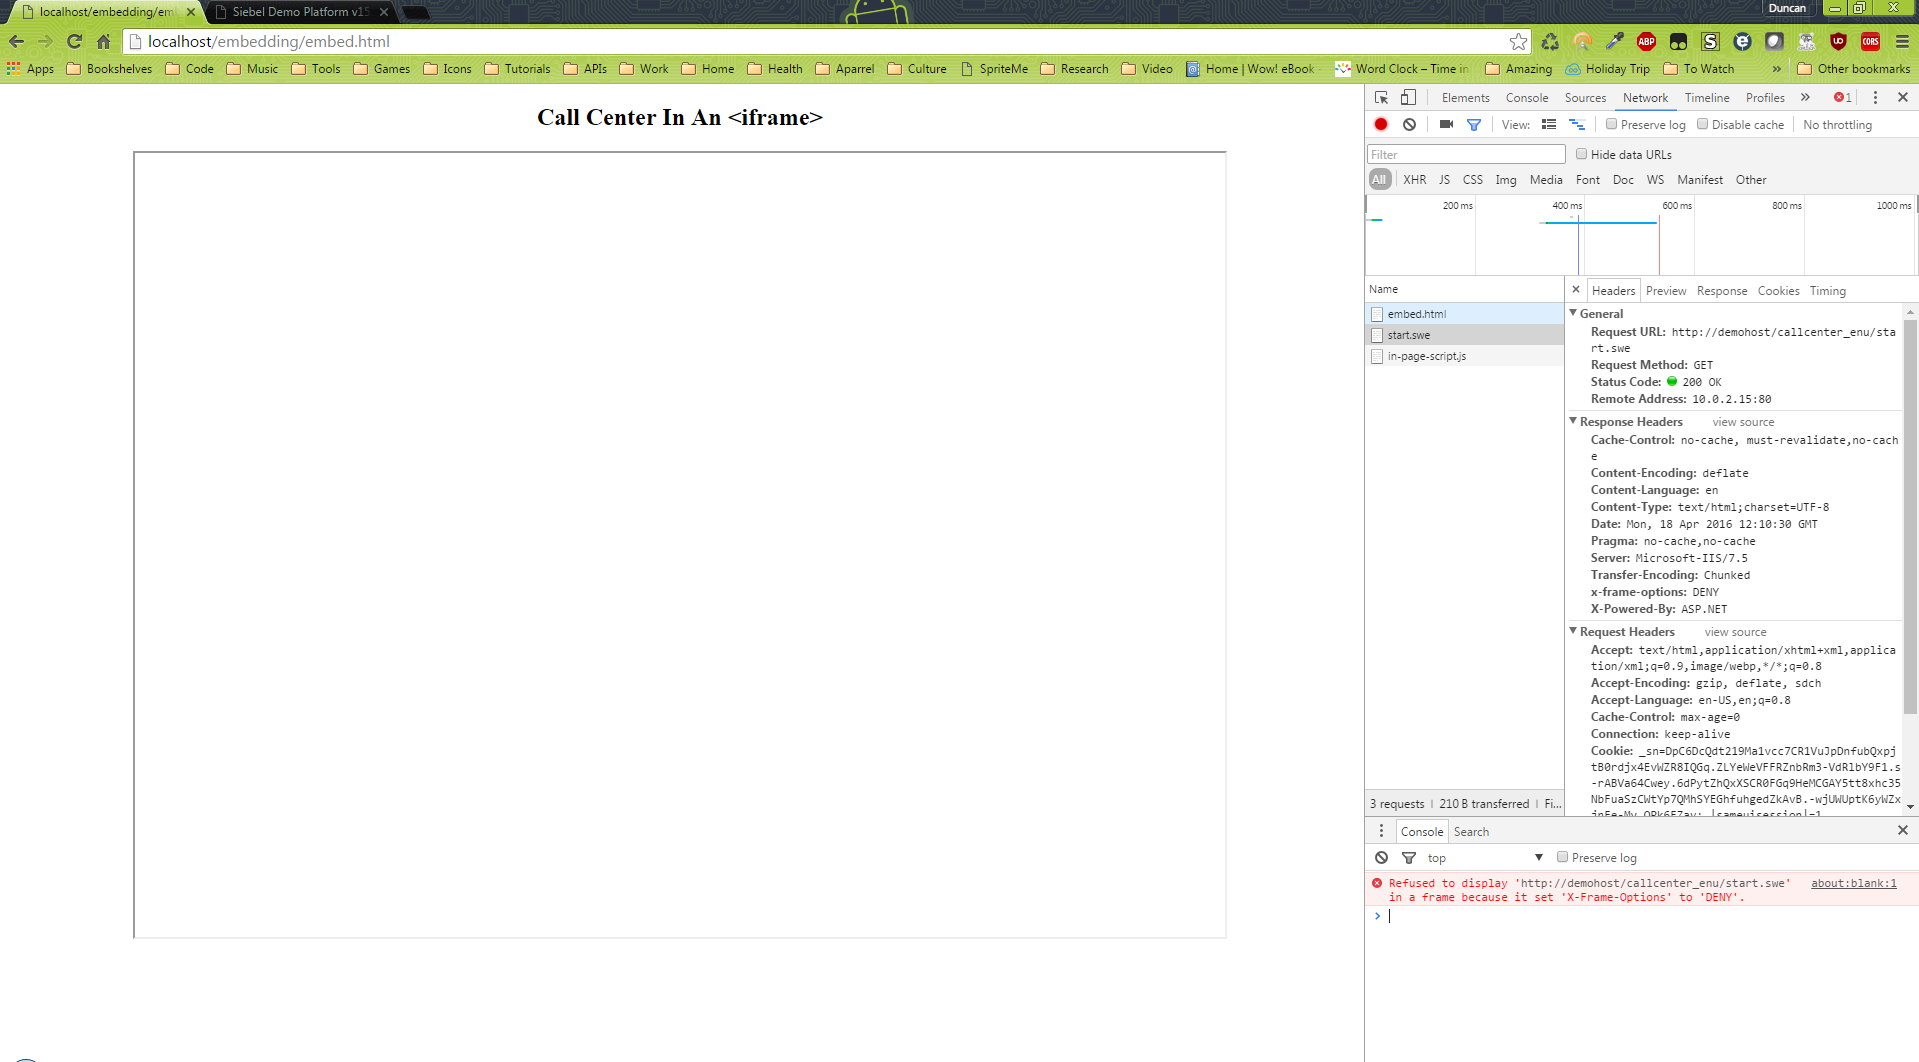 localhost/embedding/em
Siebel Demo Platform v15
Duncan
localhost/embedding/embed.html
ABP
S
CORS
Apps Bookshelves Code Music Tools Games Icons Tutorials APIs Work Home Health Aparrel Culture SpriteMe Research Video Home | Wow! eBook Word Clock – Time in Amazing Holiday Trip To Watch » Other bookmarks
Call Center In An <iframe>
Elements Console Sources Network Timeline Profiles » 1
View: Preserve log Disable cache No throttling
Filter Hide data URLs
All XHR JS CSS Img Media Font Doc WS Manifest Other
200 ms 400 ms 600 ms 800 ms 1000 ms
Name
embed.html
start.swe
in-page-script.js
3 requests | 210 B transferred | Fi...
Headers Preview Response Cookies Timing
General
Request URL: http://demohost/callcenter_enu/sta
rt.swe
Request Method: GET
Status Code: 200 OK
Remote Address: 10.0.2.15:80
Response Headers view source
Cache-Control: no-cache, must-revalidate,no-cach
e
Content-Encoding: deflate
Content-Language: en
Content-Type: text/html;charset=UTF-8
Date: Mon, 18 Apr 2016 12:10:30 GMT
Pragma: no-cache,no-cache
Server: Microsoft-IIS/7.5
Transfer-Encoding: Chunked
x-frame-options: DENY
X-Powered-By: ASP.NET
Request Headers view source
Accept: text/html,application/xhtml+xml,applica
tion/xml;q=0.9,image/webp,*/*;q=0.8
Accept-Encoding: gzip, deflate, sdch
Accept-Language: en-US,en;q=0.8
Cache-Control: max-age=0
Connection: keep-alive
Cookie: _sn=DpC6DcQdt219Ma1vcc7CR1VuJpDnfubQxpj
tB0rdjx4EvWZR8IQGq.ZLYeWeVFFRZnbRm3-VdRlbY9F1.s
-rABVa64Cwey.6dPytZhQxXSCR0FGq9HeMCGAY5tt8xhc35
NbFuaSzCWtYp7QMhSYEGhfuhgedZkAvB.-wjUWUptK6yWZx
Console Search
top Preserve log
Refused to display 'http://demohost/callcenter_enu/start.swe' about:blank:1
in a frame because it set 'X-Frame-Options' to 'DENY'.